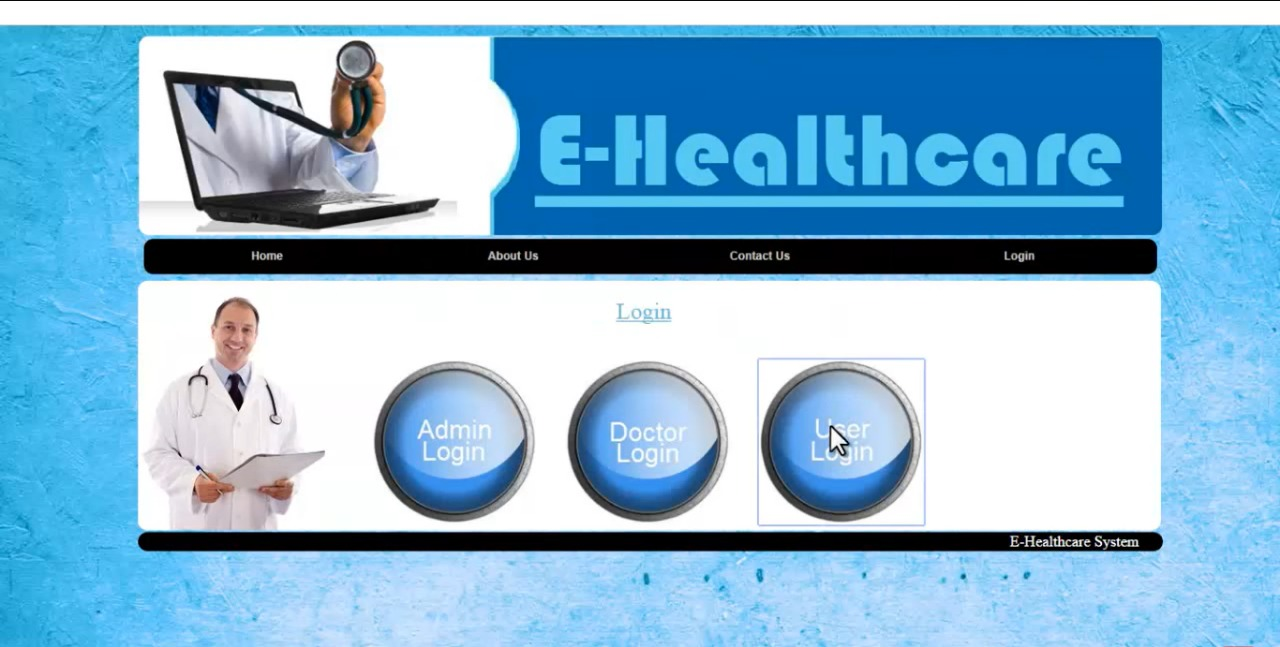 E-Healthcare
Home About Us Contact Us Login
Login
Admin
Login
Doctor
Login
User
Login
E-Healthcare System